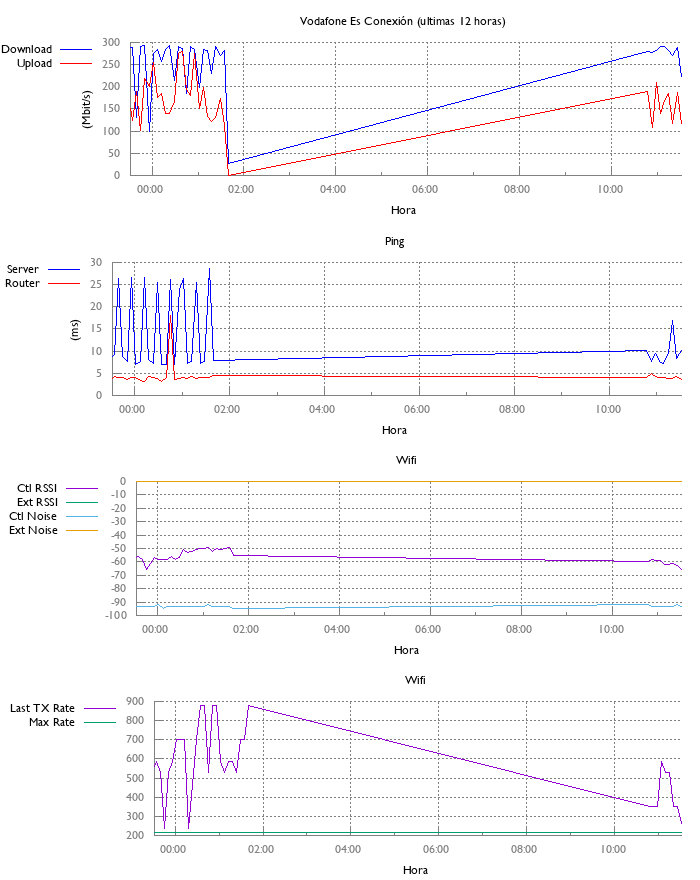 Vodafone Es Conexión (ultimas 12 horas)
Download
Upload
(Mbit/s)
300
250
200
150
100
50
0
00:00 02:00 04:00 06:00 08:00 10:00
Hora
Ping
Server
Router
(ms)
30
25
20
15
10
5
0
00:00 02:00 04:00 06:00 08:00 10:00
Hora
Wifi
Ctl RSSI
Ext RSSI
Ctl Noise
Ext Noise
0
-10
-20
-30
-40
-50
-60
-70
-80
-90
-100
00:00 02:00 04:00 06:00 08:00 10:00
Hora
Wifi
Last TX Rate
Max Rate
900
800
700
600
500
400
300
200
00:00 02:00 04:00 06:00 08:00 10:00
Hora